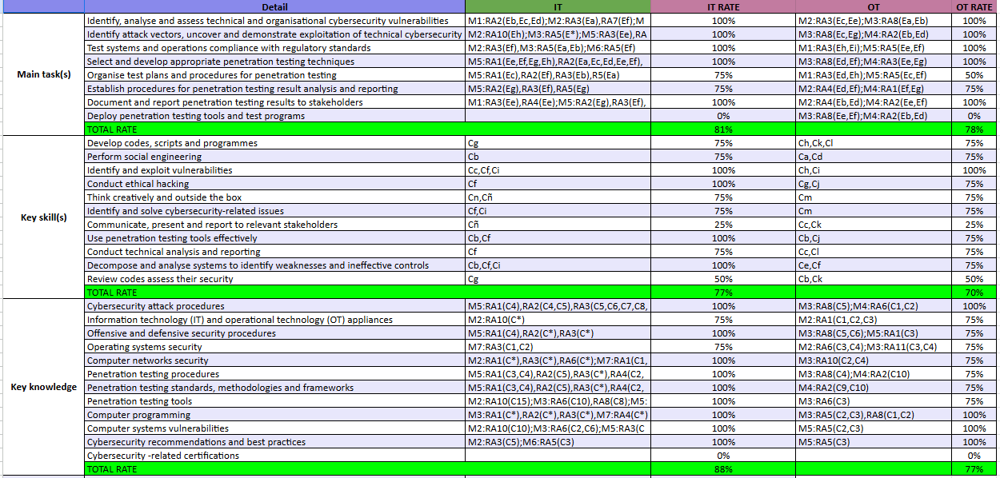 Detail IT IT RATE OT OT RATE
Main task(s)
Identify, analyse and assess technical and organisational cybersecurity vulnerabilities M1:RA2(Eb,Ec,Ed);M2:RA3(Ea),RA7(Ef);M 100% M2:RA3(Ec,Ee);M3:RA8(Ea,Eb) 100%
Identify attack vectors, uncover and demonstrate exploitation of technical cybersecurity M2:RA10(Eh);M3:RA5(E*);M5:RA3(Ee),RA 100% M3:RA8(Ec,Eg);M4:RA2(Eb,Ed) 100%
Test systems and operations compliance with regulatory standards M2:RA3(Ef),M3:RA5(Ea,Eb);M6:RA5(Ef) 100% M1:RA3(Eh,Ei);M5:RA5(Ee,Ef) 100%
Select and develop appropriate penetration testing techniques M5:RA1(Ee,Ef,Eg,Eh),RA2(Ea,Ec,Ed,Ee,Ef), 100% M3:RA8(Ed,Ef);M4:RA3(Ee,Eg) 100%
Organise test plans and procedures for penetration testing M5:RA1(Ec),RA2(Ef),RA3(Eb),R5(Ea) 75% M1:RA3(Ed,Eh);M5:RA5(Ec,Ef) 50%
Establish procedures for penetration testing result analysis and reporting M5:RA2(Eg),RA3(Ef),RA5(Eg) 75% M2:RA4(Ed,Ef);M4:RA1(Ef,Eg) 75%
Document and report penetration testing results to stakeholders M1:RA3(Ee),RA4(Ee);M5:RA2(Eg),RA3(Ef), 100% M2:RA4(Eb,Ed);M4:RA2(Ee,Ef) 100%
Deploy penetration testing tools and test programs 0% M3:RA8(Ee,Ef);M4:RA2(Eb,Ed) 0%
TOTAL RATE 81% 78%
Key skill(s)
Develop codes, scripts and programmes Cg 75% Ch,Ck,Cl 75%
Perform social engineering Cb 75% Ca,Cd 75%
Identify and exploit vulnerabilities Cc,Cf,Ci 100% Ch,Ci 100%
Conduct ethical hacking Cf 100% Cg,Cj 75%
Think creatively and outside the box Cn,Cñ 75% Cm 75%
Identify and solve cybersecurity-related issues Cf,Ci 75% Cm 75%
Communicate, present and report to relevant stakeholders Cñ 25% Cc,Ck 25%
Use penetration testing tools effectively Cb,Cf 100% Cb,Cj 75%
Conduct technical analysis and reporting Cf 75% Cc,Cl 75%
Decompose and analyse systems to identify weaknesses and ineffective controls Cb,Cf,Ci 100% Ce,Cf 75%
Review codes assess their security Cg 50% Cb,Ck 50%
TOTAL RATE 77% 70%
Key knowledge
Cybersecurity attack procedures M5:RA1(C4),RA2(C4,C5),RA3(C5,C6,C7,C8, 100% M3:RA8(C5);M4:RA6(C1,C2) 100%
Information technology (IT) and operational technology (OT) appliances M2:RA10(C*) 75% M2:RA1(C1,C2,C3) 75%
Offensive and defensive security procedures M5:RA1(C4),RA2(C*),RA3(C*) 100% M3:RA8(C5,C6);M5:RA1(C3) 75%
Operating systems security M7:RA3(C1,C2) 75% M2:RA6(C3,C4);M3:RA11(C3,C4) 75%
Computer networks security M2:RA1(C*),RA3(C*),RA6(C*);M7:RA1(C1, 100% M3:RA10(C2,C4) 75%
Penetration testing procedures M5:RA1(C3,C4),RA2(C5),RA3(C*),RA4(C2, 100% M3:RA8(C4);M4:RA2(C10) 75%
Penetration testing standards, methodologies and frameworks M5:RA1(C3,C4),RA2(C5),RA3(C*),RA4(C2, 100% M4:RA2(C9,C10) 75%
Penetration testing tools M2:RA10(C15);M3:RA6(C10),RA8(C8);M5: 100% M3:RA6(C3) 75%
Computer programming M3:RA1(C*),RA2(C*),RA3(C*),M7:RA4(C*) 100% M3:RA5(C2,C3),RA8(C1,C2) 100%
Computer systems vulnerabilities M2:RA10(C10);M3:RA6(C2,C6);M5:RA3(C 100% M5:RA5(C2,C3) 100%
Cybersecurity recommendations and best practices M2:RA3(C5);M6:RA5(C3) 100% M5:RA5(C3) 100%
Cybersecurity -related certifications 0% 0%
TOTAL RATE 88% 77%